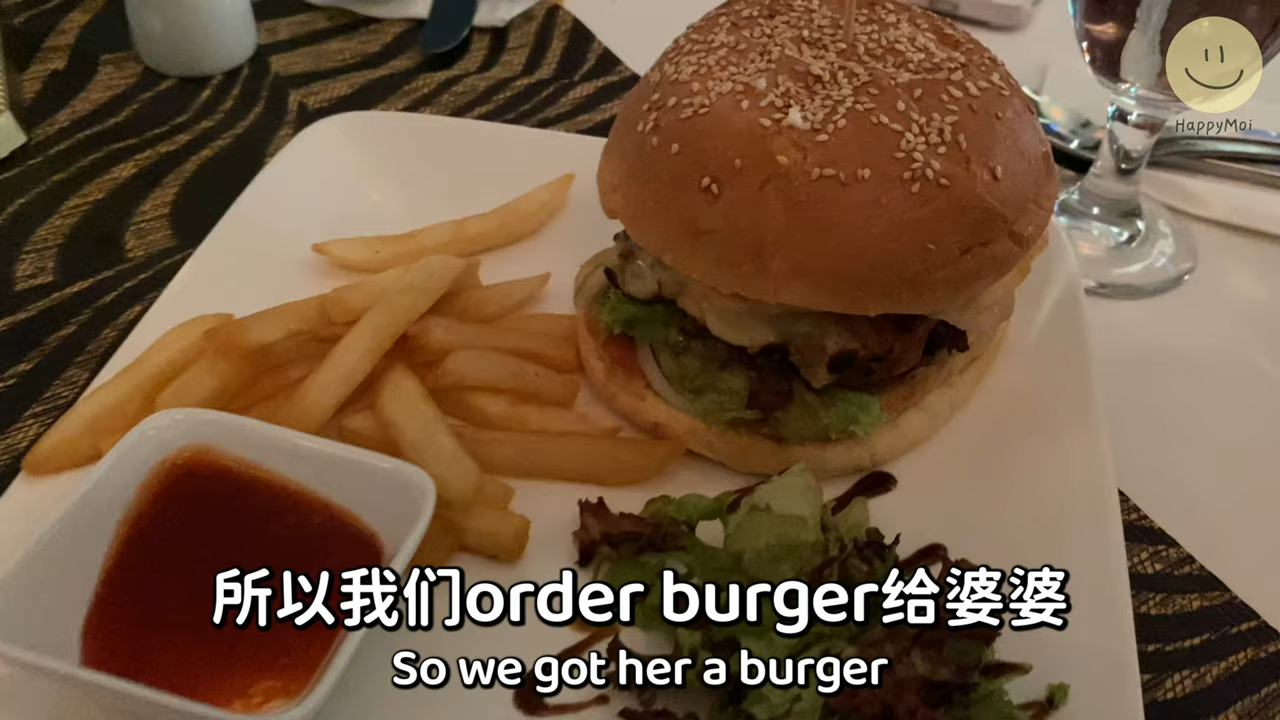 HappyMoi
所以我们order burger给婆婆
So we got her a burger